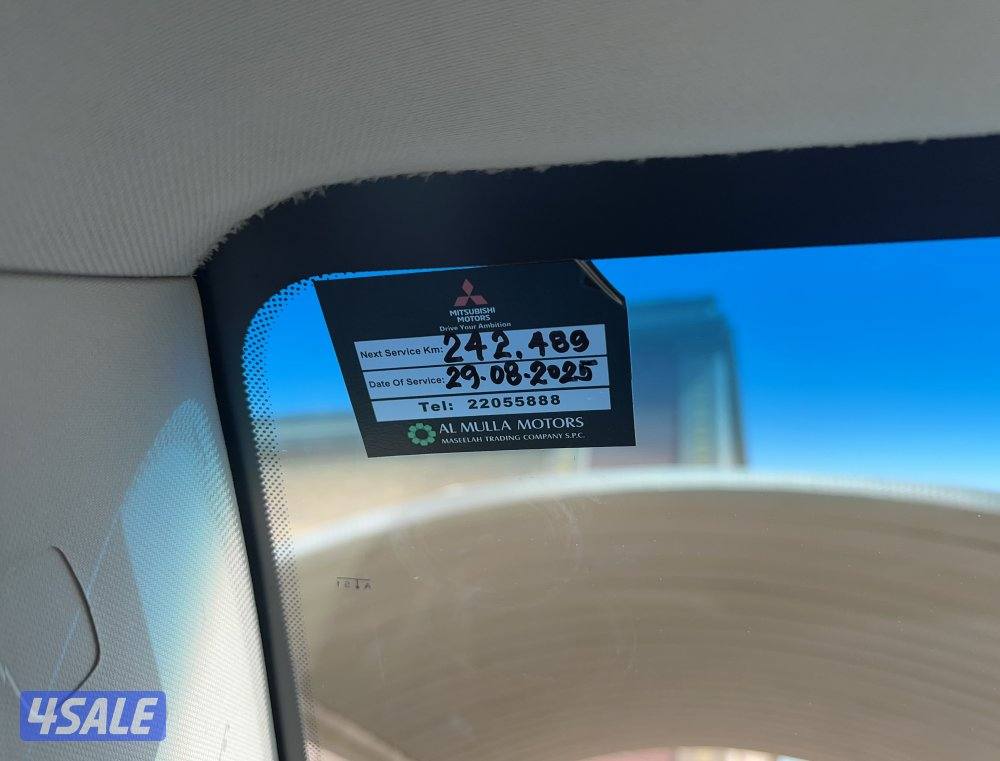 MITSUBISHI
MOTORS
Drive Your Ambition
Next Service Km: 242,489
Date Of Service: 29.08.2025
Tel: 22055888
AL MULLA MOTORS
MASEELAH TRADING COMPANY S.P.C.
4SALE